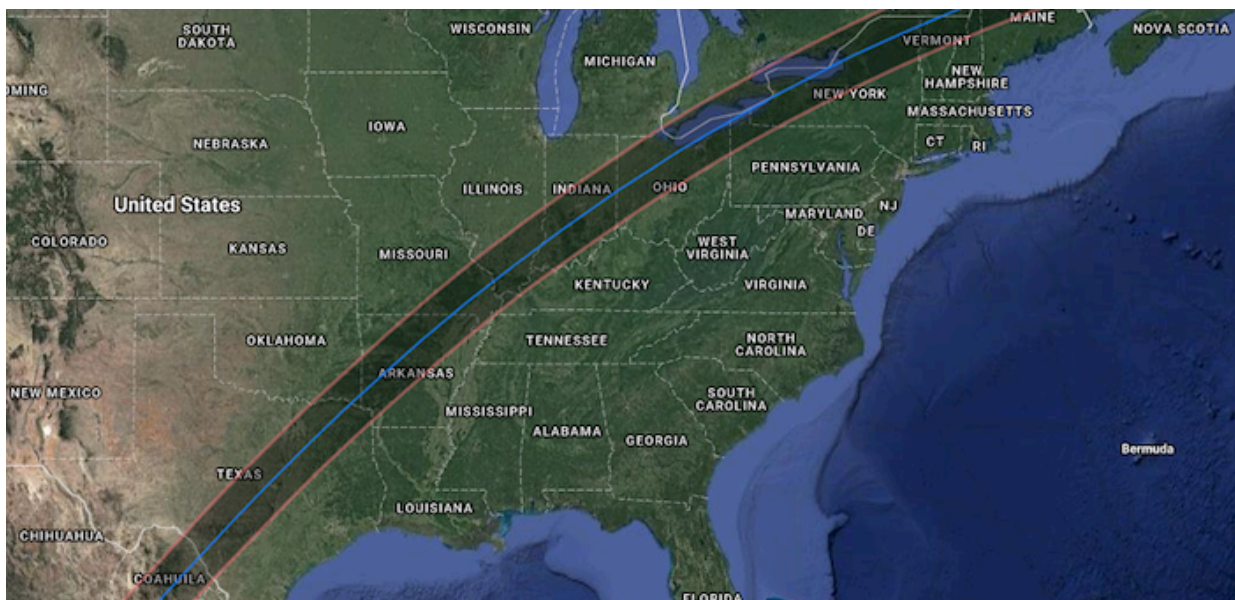 SOUTH
DAKOTA
WISCONSIN
MICHIGAN
MAINE
VERMONT
NOVA SCOTIA
OMING
NEW
HAMPSHIRE
NEW YORK
MASSACHUSETTS
IOWA
NEBRASKA
CT
RI
PENNSYLVANIA
ILLINOIS
INDIANA
OHIO
United States
NJ
MARYLAND
DE
COLORADO
KANSAS
MISSOURI
WEST
VIRGINIA
KENTUCKY
VIRGINIA
OKLAHOMA
TENNESSEE
NORTH
CAROLINA
ARKANSAS
NEW MEXICO
SOUTH
CAROLINA
MISSISSIPPI
ALABAMA
GEORGIA
Bermuda
TEXAS
LOUISIANA
CHIHUAHUA
COAHUILA
FLORIDA